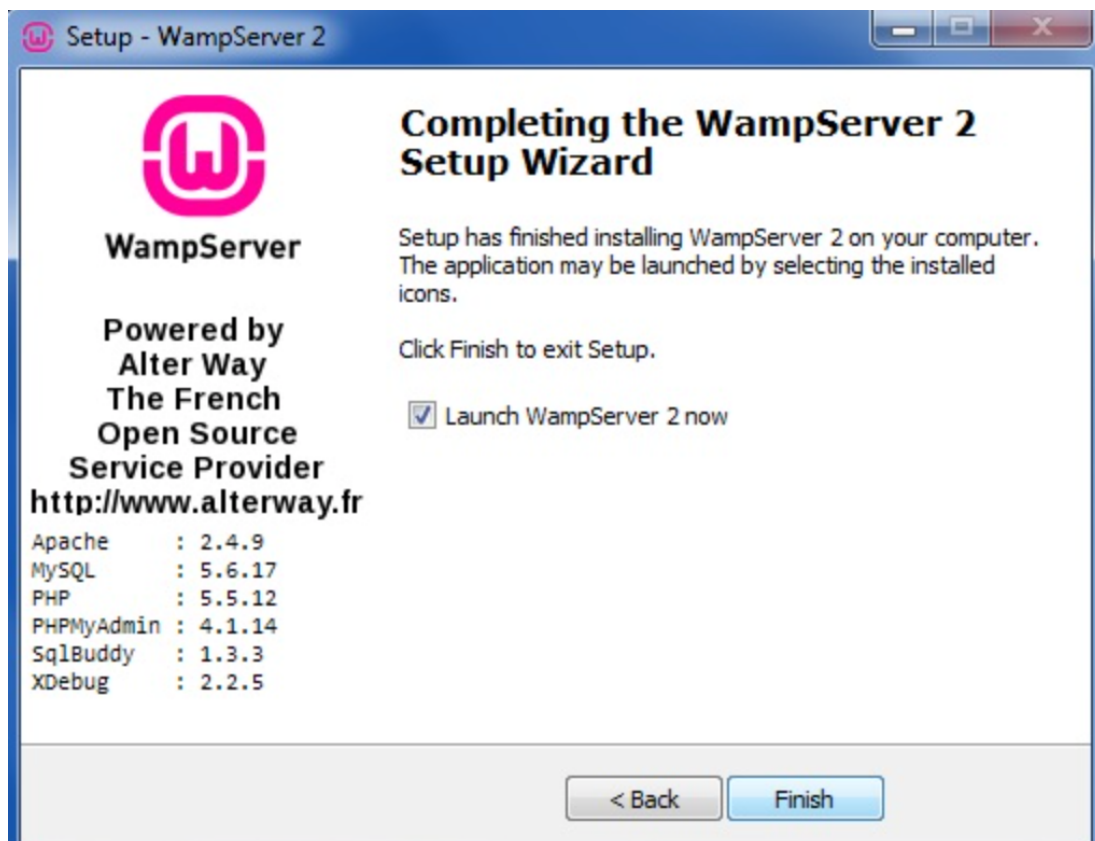 Setup - WampServer 2
WampServer
Powered by
Alter Way
The French
Open Source
Service Provider
http://www.alterway.fr
Apache : 2.4.9
MySQL : 5.6.17
PHP : 5.5.12
PHPMyAdmin : 4.1.14
SqlBuddy : 1.3.3
XDebug : 2.2.5
Completing the WampServer 2
Setup Wizard
Setup has finished installing WampServer 2 on your computer.
The application may be launched by selecting the installed
icons.
Click Finish to exit Setup.
Launch WampServer 2 now
< Back
Finish